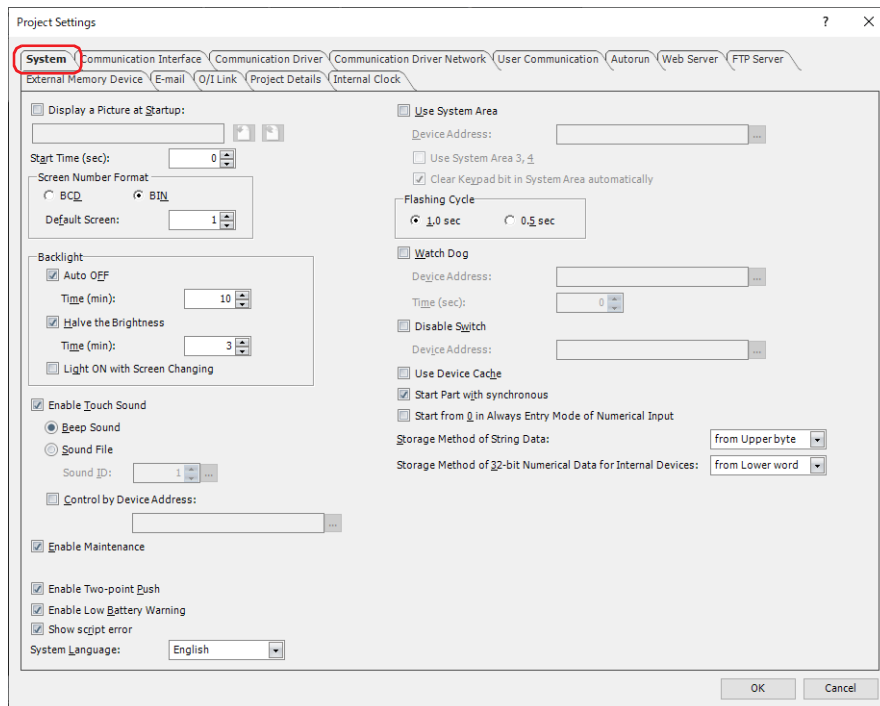 Project Settings
System Communication Interface Communication Driver Communication Driver Network User Communication Autorun Web Server FTP Server
External Memory Device E-mail O/I Link Project Details Internal Clock
Display a Picture at Startup:
Start Time (sec): 0
Screen Number Format
BCD BIN
Default Screen: 1
Backlight
Auto OFF
Time (min): 10
Halve the Brightness
Time (min): 3
Light ON with Screen Changing
Enable Touch Sound
Beep Sound
Sound File
Sound ID: 1 ...
Control by Device Address:
...
Enable Maintenance
Enable Two-point Push
Enable Low Battery Warning
Show script error
System Language: English
Use System Area
Device Address: ...
Use System Area 3, 4
Clear Keypad bit in System Area automatically
Flashing Cycle
1.0 sec 0.5 sec
Watch Dog
Device Address: ...
Time (sec): 0
Disable Switch
Device Address: ...
Use Device Cache
Start Part with synchronous
Start from 0 in Always Entry Mode of Numerical Input
Storage Method of String Data: from Upper byte
Storage Method of 32-bit Numerical Data for Internal Devices: from Lower word
OK Cancel